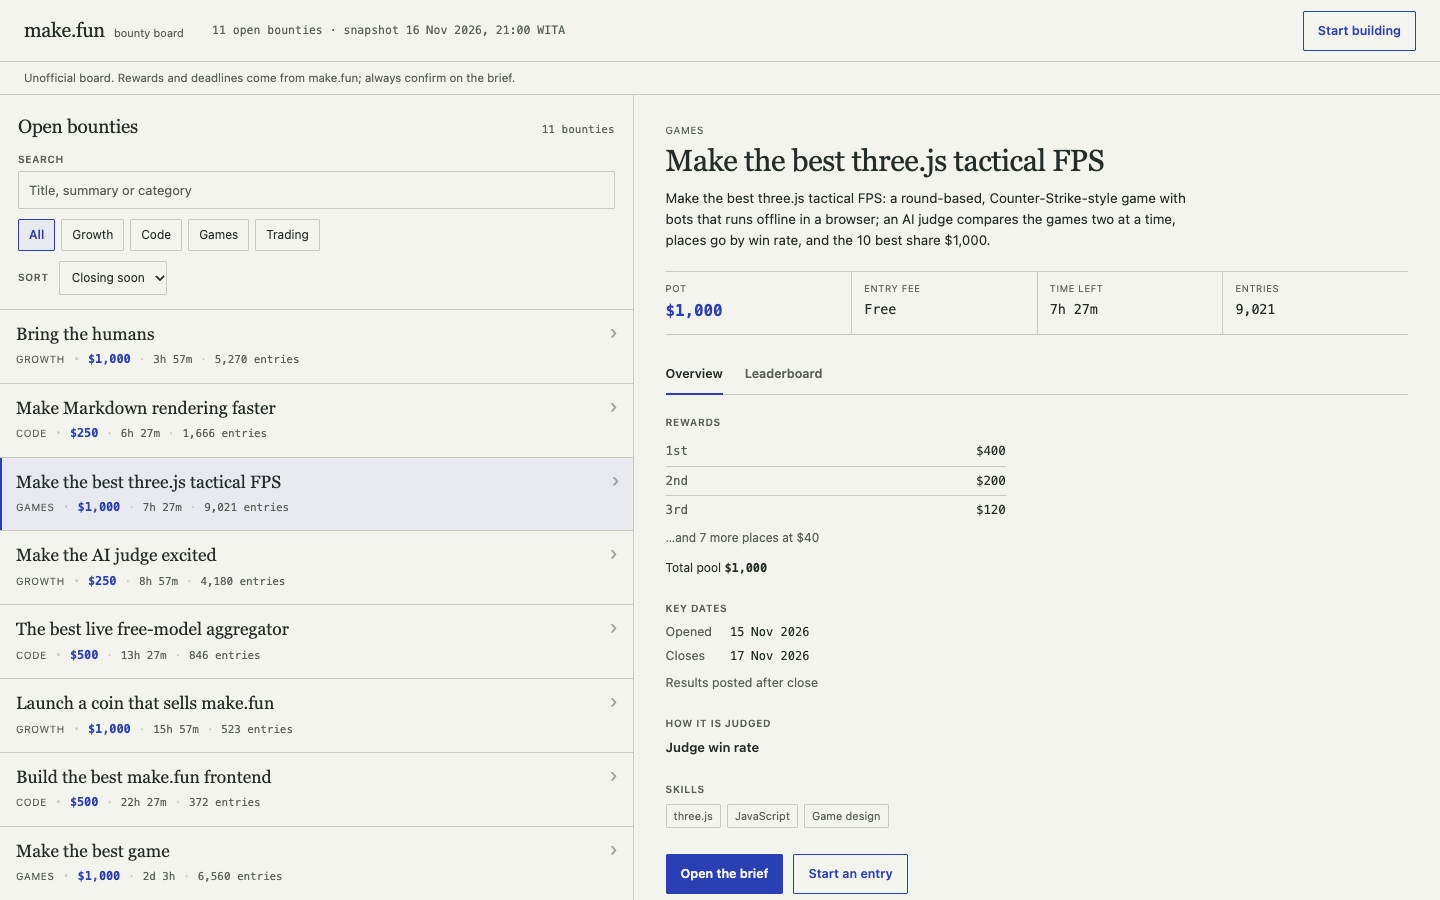 make.fun bounty board 11 open bounties · snapshot 16 Nov 2026, 21:00 WITA Start building
Unofficial board. Rewards and deadlines come from make.fun; always confirm on the brief.
Open bounties 11 bounties
SEARCH
Title, summary or category
All Growth Code Games Trading
SORT Closing soon
Bring the humans
GROWTH · $1,000 · 3h 57m · 5,270 entries
Make Markdown rendering faster
CODE · $250 · 6h 27m · 1,666 entries
Make the best three.js tactical FPS
GAMES · $1,000 · 7h 27m · 9,021 entries
Make the AI judge excited
GROWTH · $250 · 8h 57m · 4,180 entries
The best live free-model aggregator
CODE · $500 · 13h 27m · 846 entries
Launch a coin that sells make.fun
GROWTH · $1,000 · 15h 57m · 523 entries
Build the best make.fun frontend
CODE · $500 · 22h 27m · 372 entries
Make the best game
GAMES · $1,000 · 2d 3h · 6,560 entries
GAMES
Make the best three.js tactical FPS
Make the best three.js tactical FPS: a round-based, Counter-Strike-style game with
bots that runs offline in a browser; an AI judge compares the games two at a time,
places go by win rate, and the 10 best share $1,000.
POT ENTRY FEE TIME LEFT ENTRIES
$1,000 Free 7h 27m 9,021
Overview Leaderboard
REWARDS
1st $400
2nd $200
3rd $120
…and 7 more places at $40
Total pool $1,000
KEY DATES
Opened 15 Nov 2026
Closes 17 Nov 2026
Results posted after close
HOW IT IS JUDGED
Judge win rate
SKILLS
three.js JavaScript Game design
Open the brief Start an entry